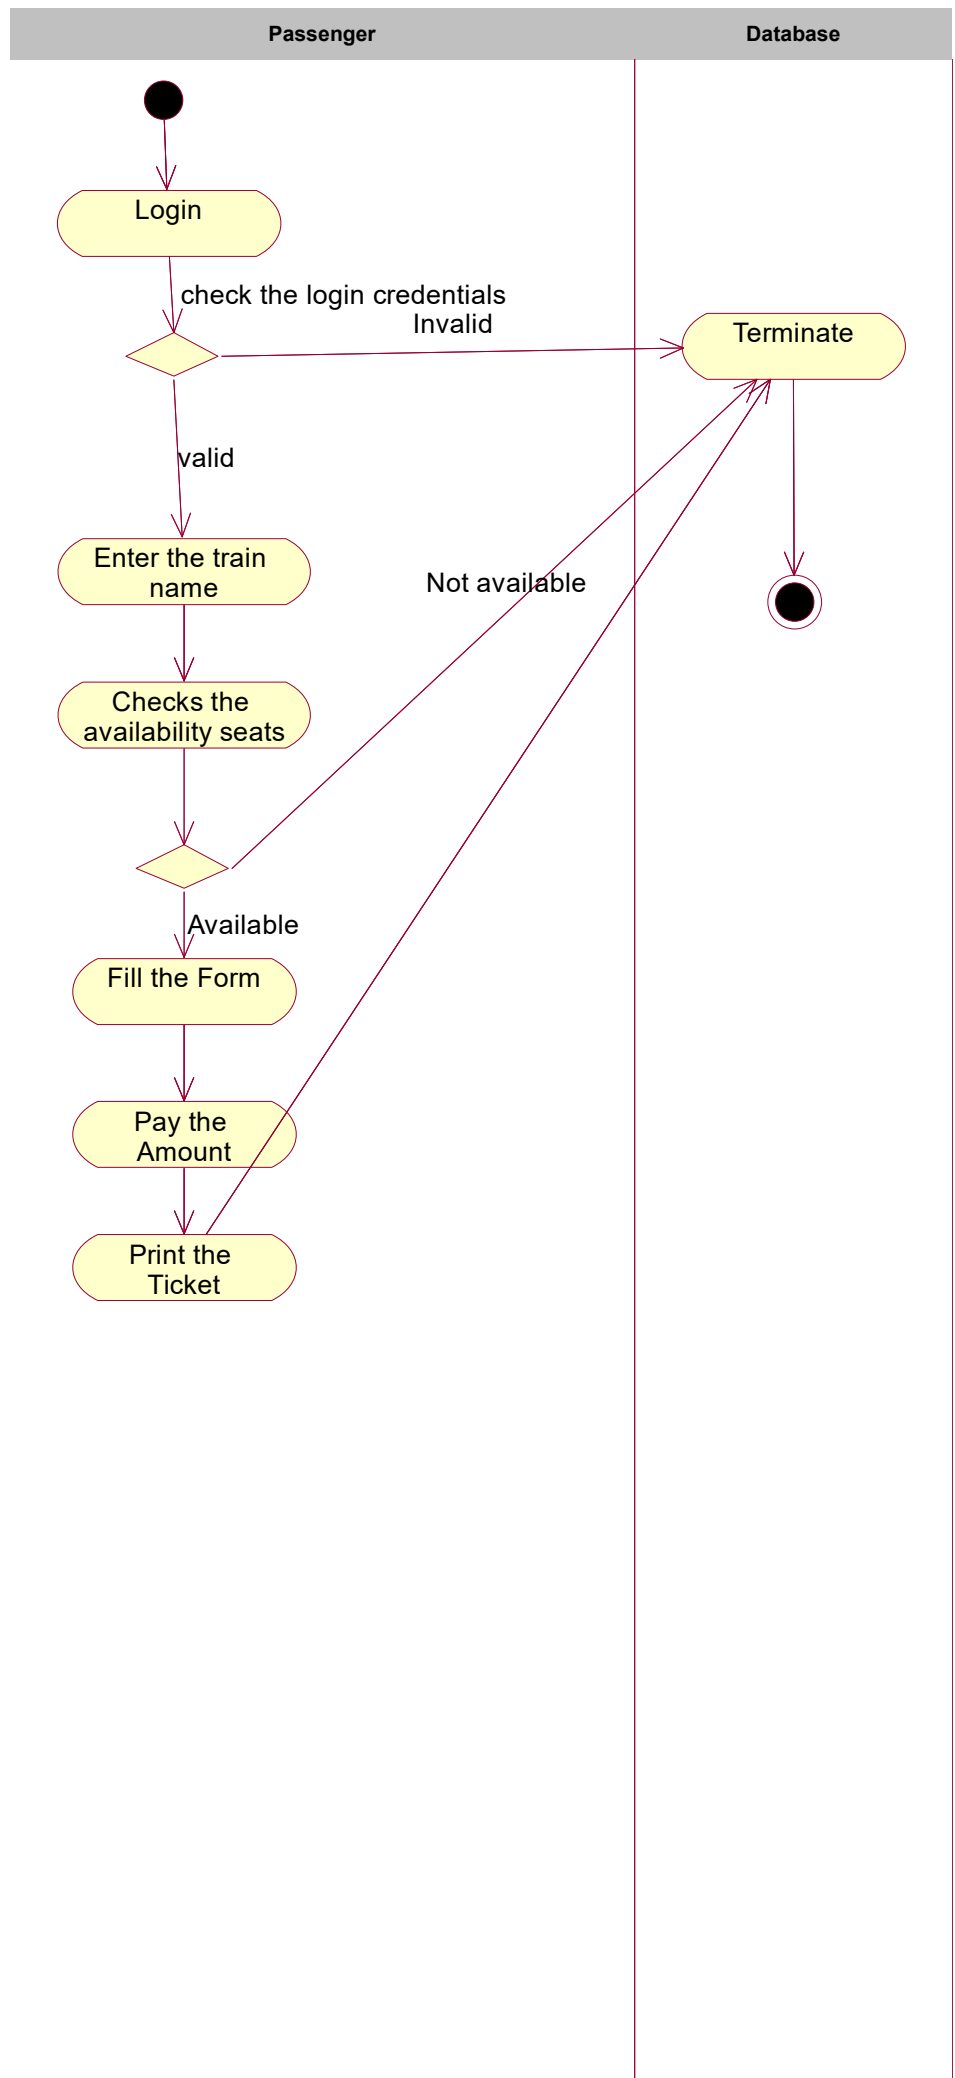 Passenger
Database
Login
check the login credentials
Invalid
Terminate
valid
Enter the train
name
Not available
Checks the
availability seats
Available
Fill the Form
Pay the
Amount
Print the
Ticket